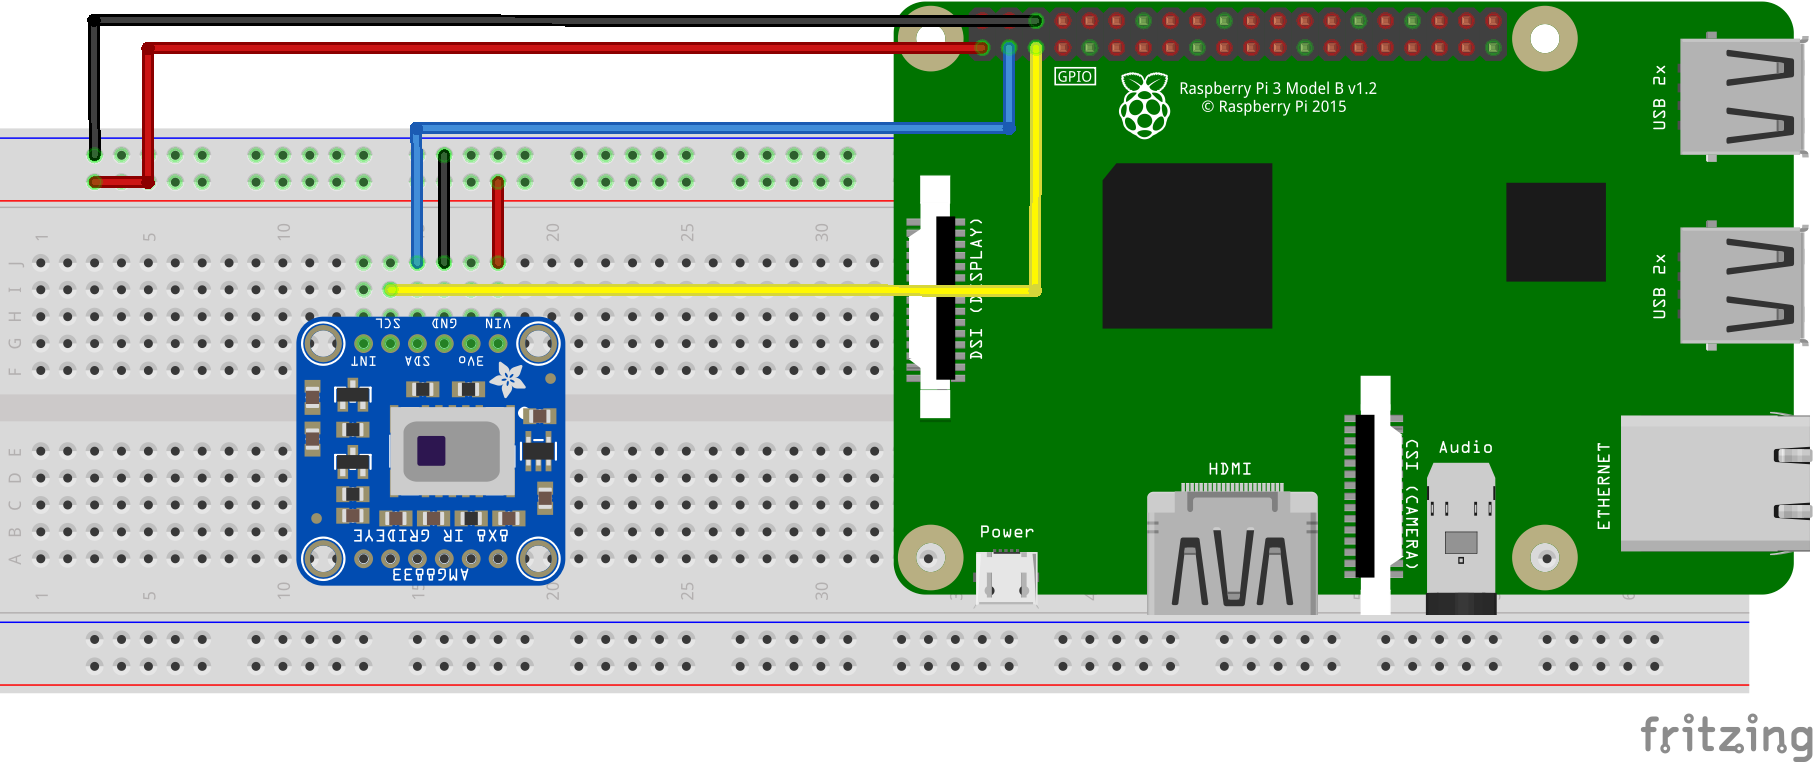 GPIO
Raspberry Pi 3 Model B v1.2
© Raspberry Pi 2015
USB 2x
USB 2x
1
5
10
20
25
30
J
I
H
G
F
SCL
GND
VIN
INT
SDA
3Vo
DSI (DISPLAY)
E
D
C
B
A
8X8 IR GRIDEYE
AMG8833
Power
HDMI
CSI (CAMERA)
Audio
ETHERNET
1
5
10
15
20
25
30
fritzing